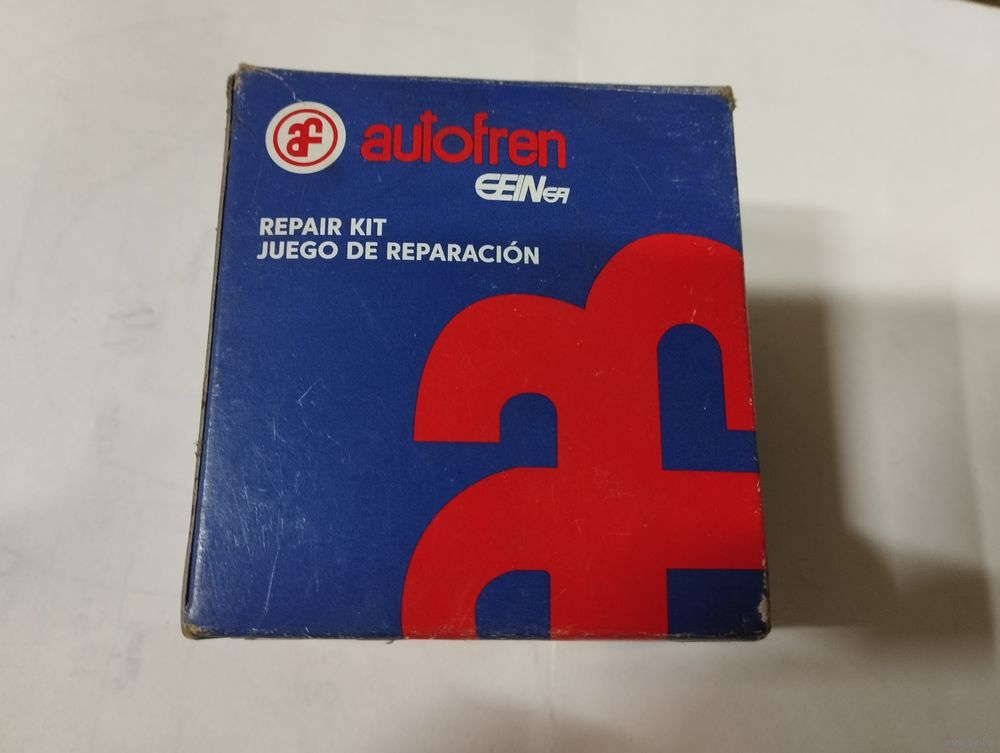 af autofren
SEINSA
REPAIR KIT
JUEGO DE REPARACIÓN
af